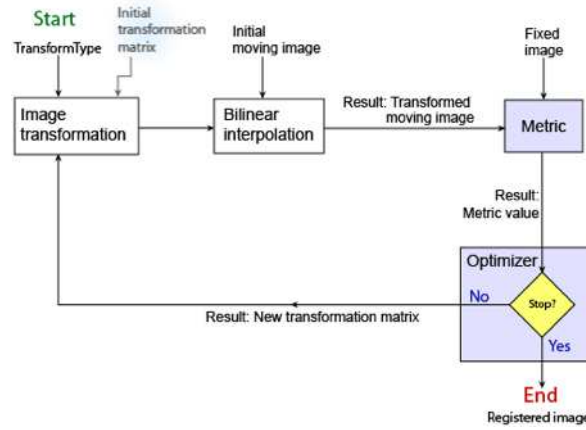 Start
TransformType
Initial
transformation
matrix
Initial
moving image
Fixed
image
Image
transformation
Bilinear
interpolation
Result: Transformed
moving image
Metric
Result:
Metric value
Optimizer
Stop?
No
Yes
Result: New transformation matrix
End
Registered image